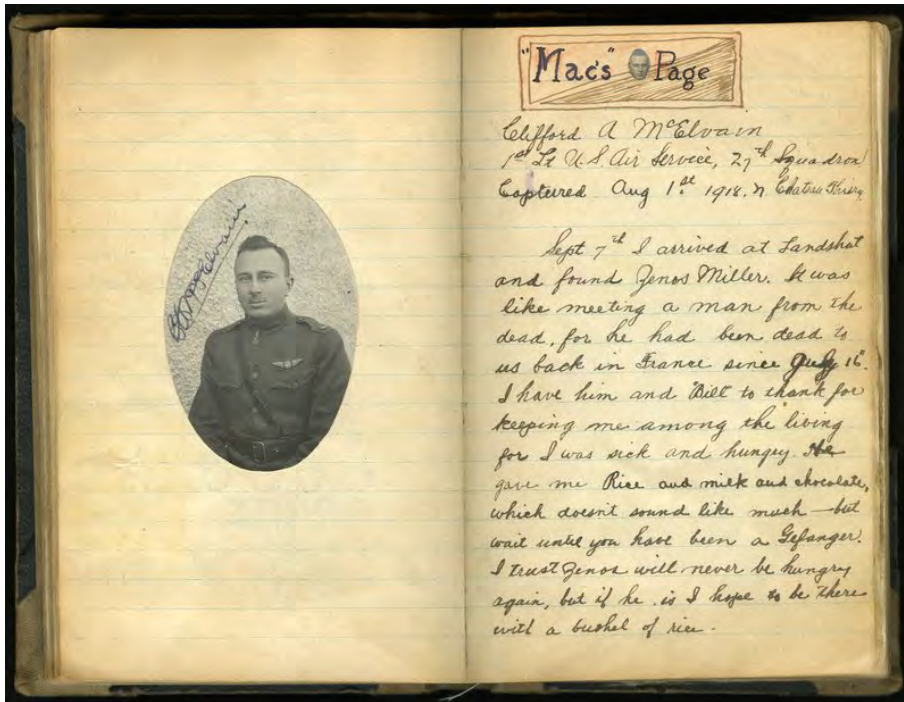 C A McElvain
"Mac's" Page
Clifford A McElvain
1st Lt U S Air Service, 27th Squadron
Captured Aug 1st 1918. n Chateau Thierry
Sept 7th I arrived at Landshut
and found Zenos Miller. It was
like meeting a man from the
dead, for he had been dead to
us back in France since July 16".
I have him and "Bill" to thank for
keeping me among the living
for I was sick and hungry. He
gave me Rice and milk and chocolate,
which doesn't sound like much — but
wait until you have been a Gefanger.
I trust Zenos will never be hungry
again, but if he is I hope to be there
with a bushel of rice.